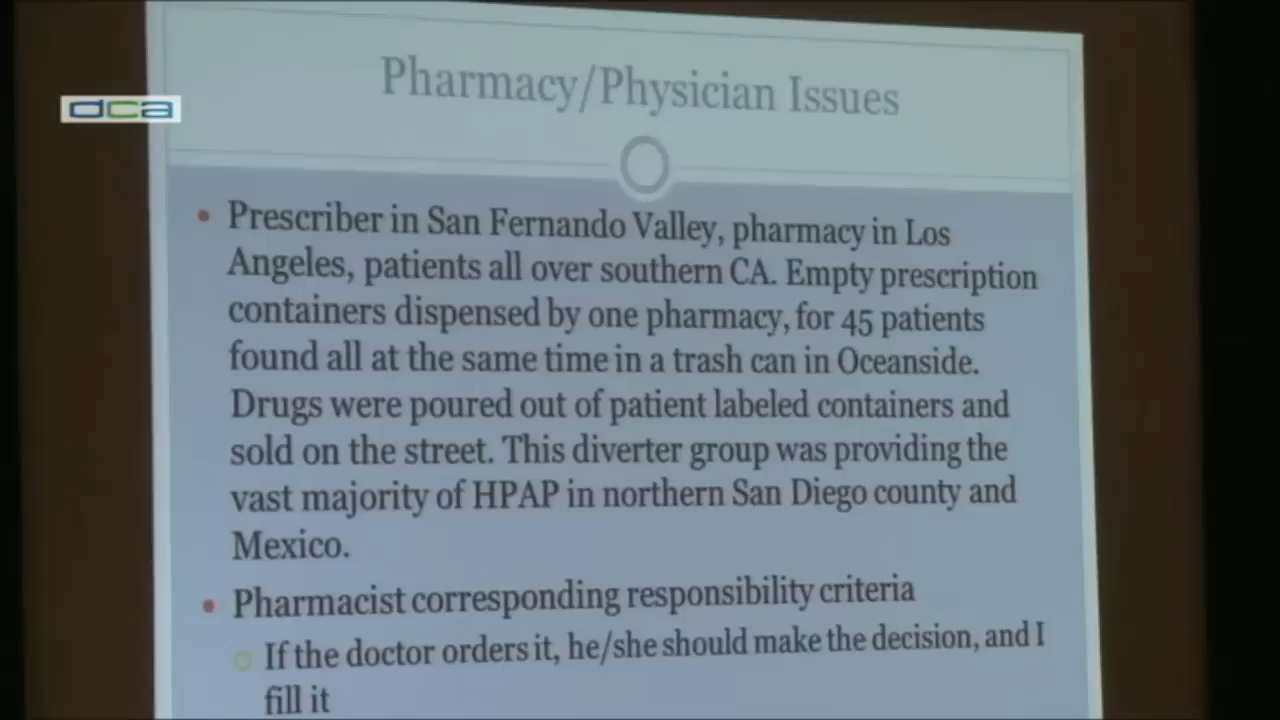 Pharmacy/Physician Issues
dca
Prescriber in San Fernando Valley, pharmacy in Los
Angeles, patients all over southern CA. Empty prescription
containers dispensed by one pharmacy, for 45 patients
found all at the same time in a trash can in Oceanside.
Drugs were poured out of patient labeled containers and
sold on the street. This diverter group was providing the
vast majority of HPAP in northern San Diego county and
Mexico.
Pharmacist corresponding responsibility criteria
If the doctor orders it, he/she should make the decision, and I
fill it